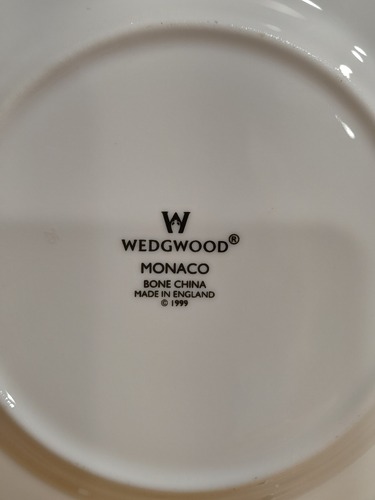 W
WEDGWOOD®
MONACO
BONE CHINA
MADE IN ENGLAND
© 1999